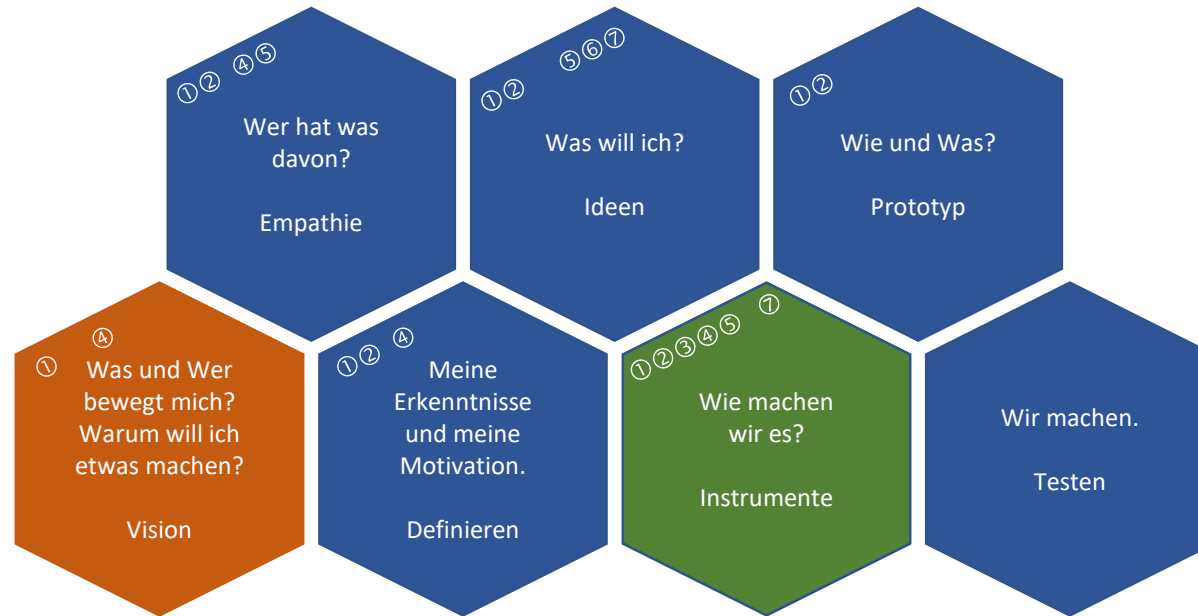 ①② ④⑤
Wer hat was
davon?
Empathie
①② ⑤⑥⑦
Was will ich?
Ideen
①②
Wie und Was?
Prototyp
① ④
Was und Wer
bewegt mich?
Warum will ich
etwas machen?
Vision
①② ④
Meine
Erkenntnisse
und meine
Motivation.
Definieren
①②③④⑤ ⑦
Wie machen
wir es?
Instrumente
Wir machen.
Testen